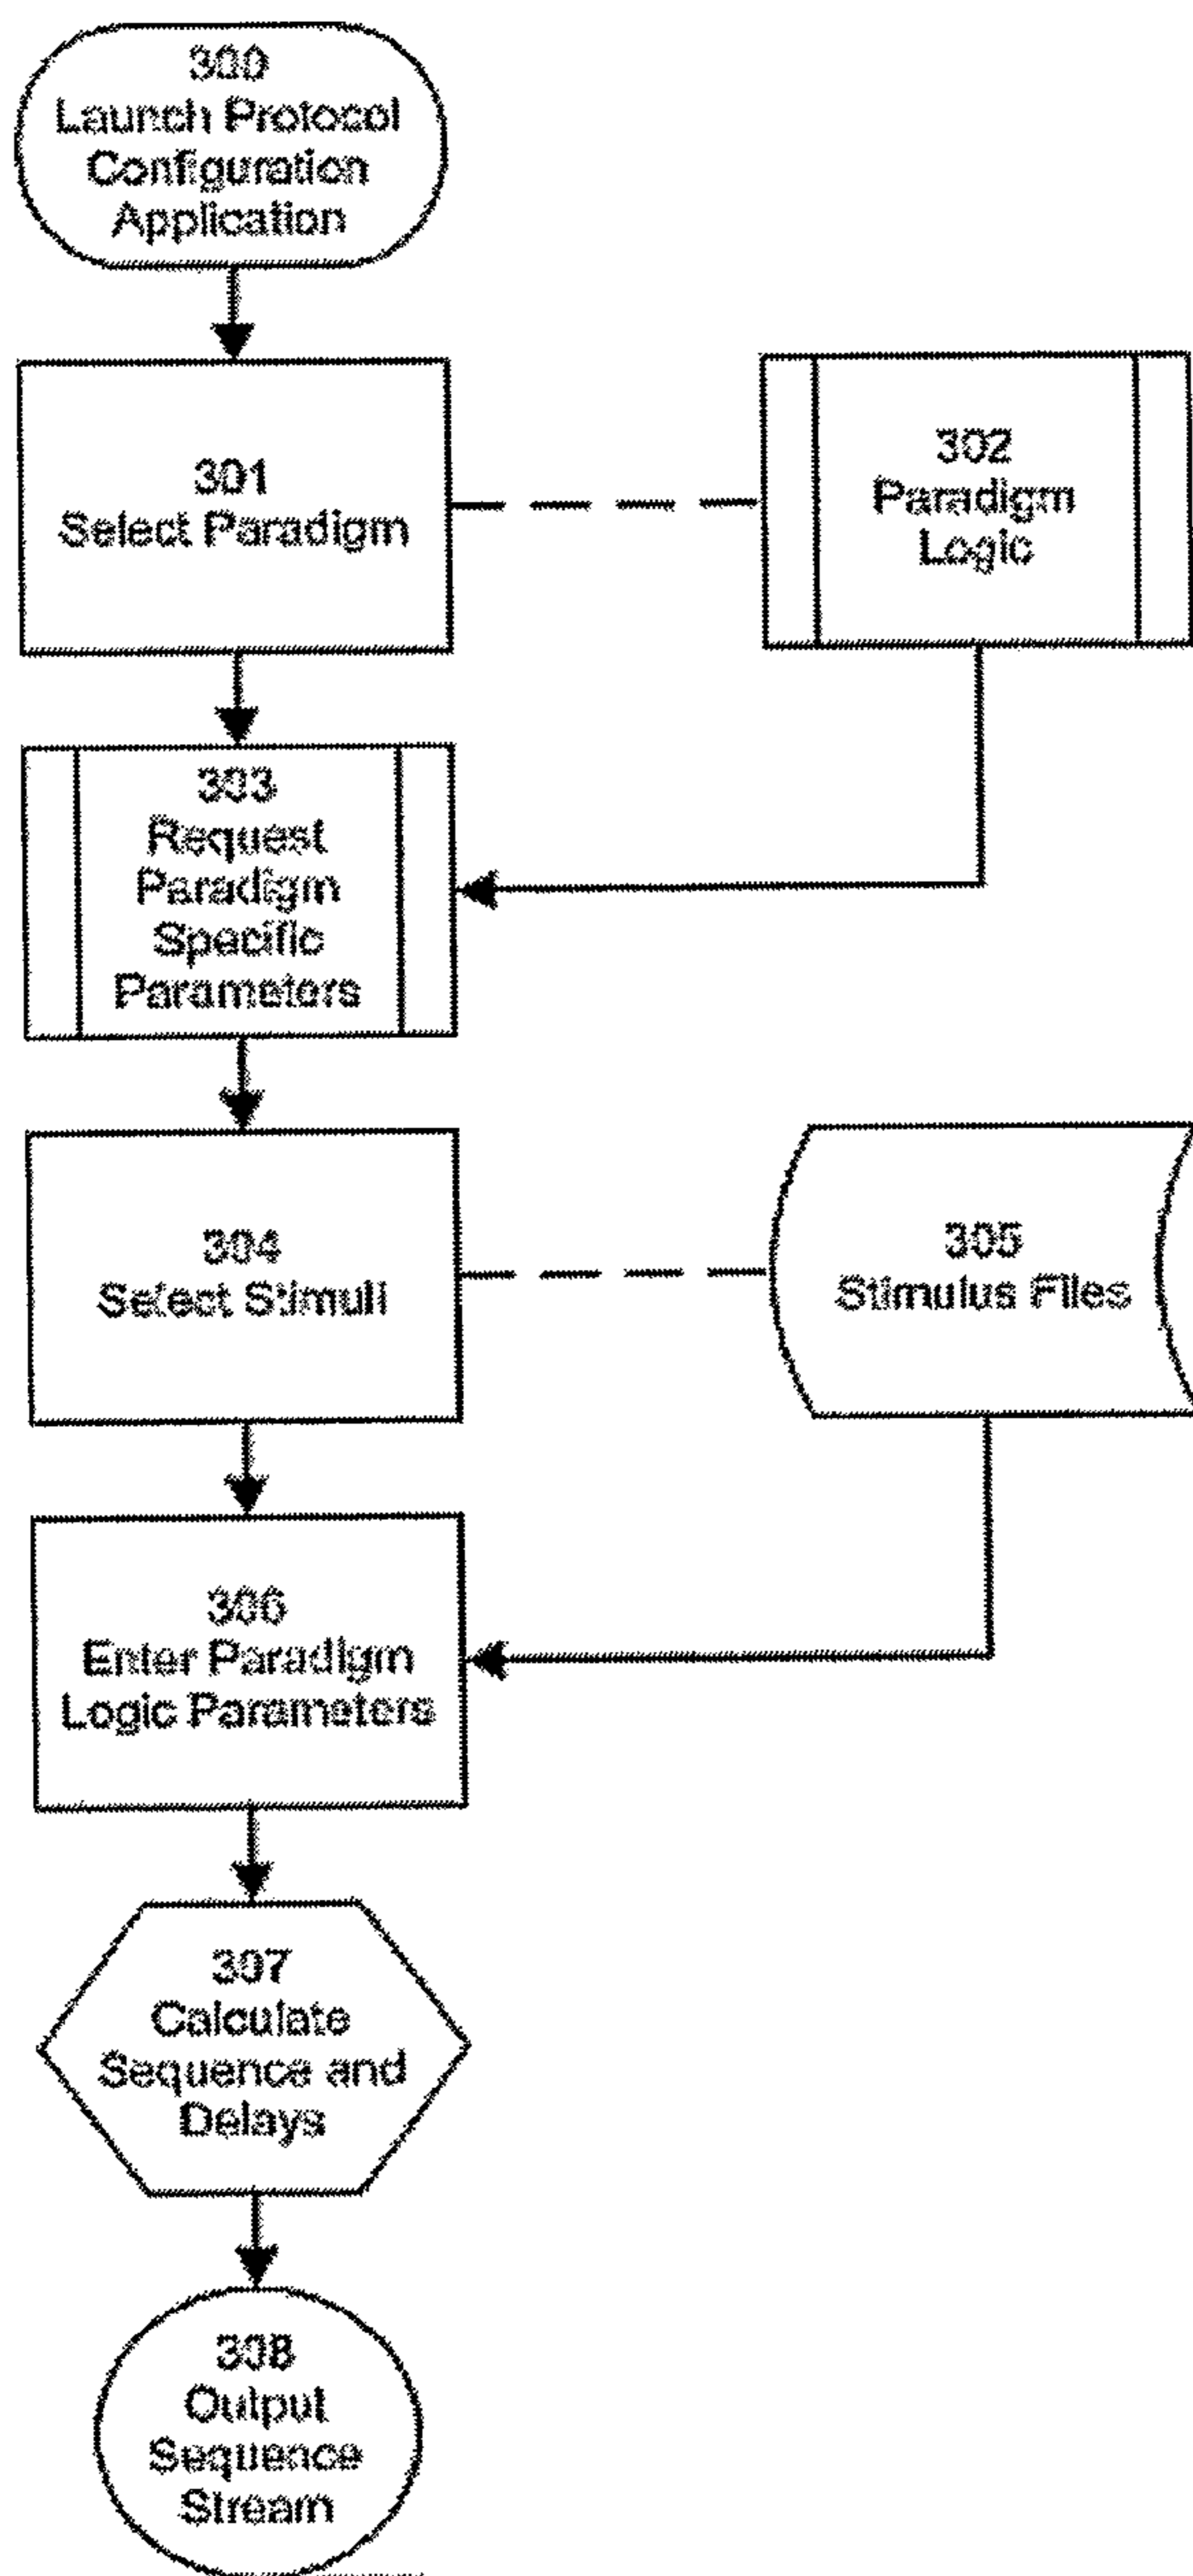 300
Launch Protocol
Configuration
Application
301
Select Paradigm
302
Paradigm
Logic
303
Request
Paradigm
Specific
Parameters
304
Select Stimuli
305
Stimulus Files
306
Enter Paradigm
Logic Parameters
307
Calculate
Sequence and
Delays
308
Output
Sequence
Stream